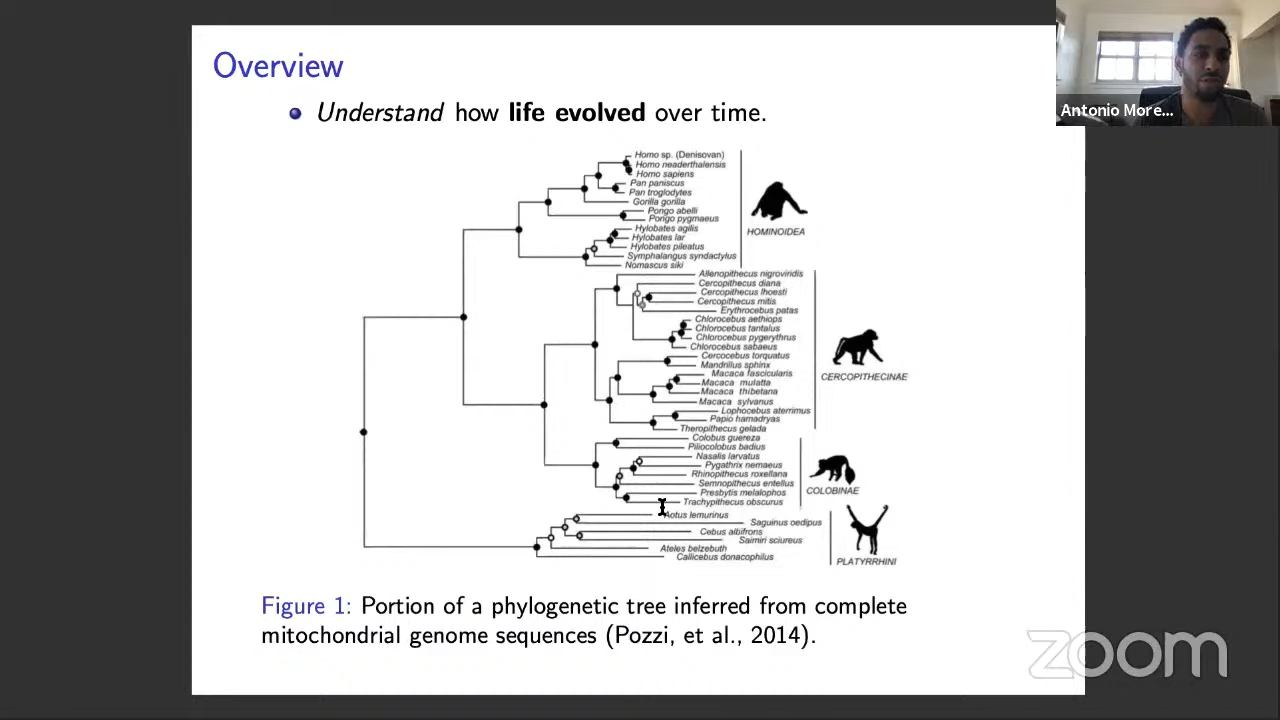 Overview
Understand how life evolved over time.
Antonio More...
Homo sp. (Denisovan)
Homo neaderthalensis
Homo sapiens
Pan paniscus
Pan troglodytes
Gorilla gorilla
Pongo abelli
Pongo pygmaeus
Hylobates agilis
Hylobates lar
Hylobates pileatus
Symphalangus syndactylus
Nomascus siki
HOMINOIDEA
Allenopithecus nigroviridis
Cercopithecus diana
Cercopithecus lhoesti
Cercopithecus mitis
Erythrocebus patas
Chlorocebus aethiops
Chlorocebus tantalus
Chlorocebus pygerythrus
Chlorocebus sabaeus
Cercocebus torquatus
Mandrillus sphinx
Macaca fascicularis
Macaca mulatta
Macaca thibetana
Macaca sylvanus
Lophocebus aterrimus
Papio hamadryas
Theropithecus gelada
CERCOPITHECINAE
Colobus guereza
Piliocolobus badius
Nasalis larvatus
Pygathrix nemaeus
Rhinopithecus roxellana
Semnopithecus entellus
Presbytis melalophos
Trachypithecus obscurus
COLOBINAE
Aotus lemurinus
Saguinus oedipus
Cebus albifrons
Saimiri sciureus
Ateles belzebuth
Callicebus donacophilus
PLATYRRHINI
Figure 1: Portion of a phylogenetic tree inferred from complete
mitochondrial genome sequences (Pozzi, et al., 2014).
zoom